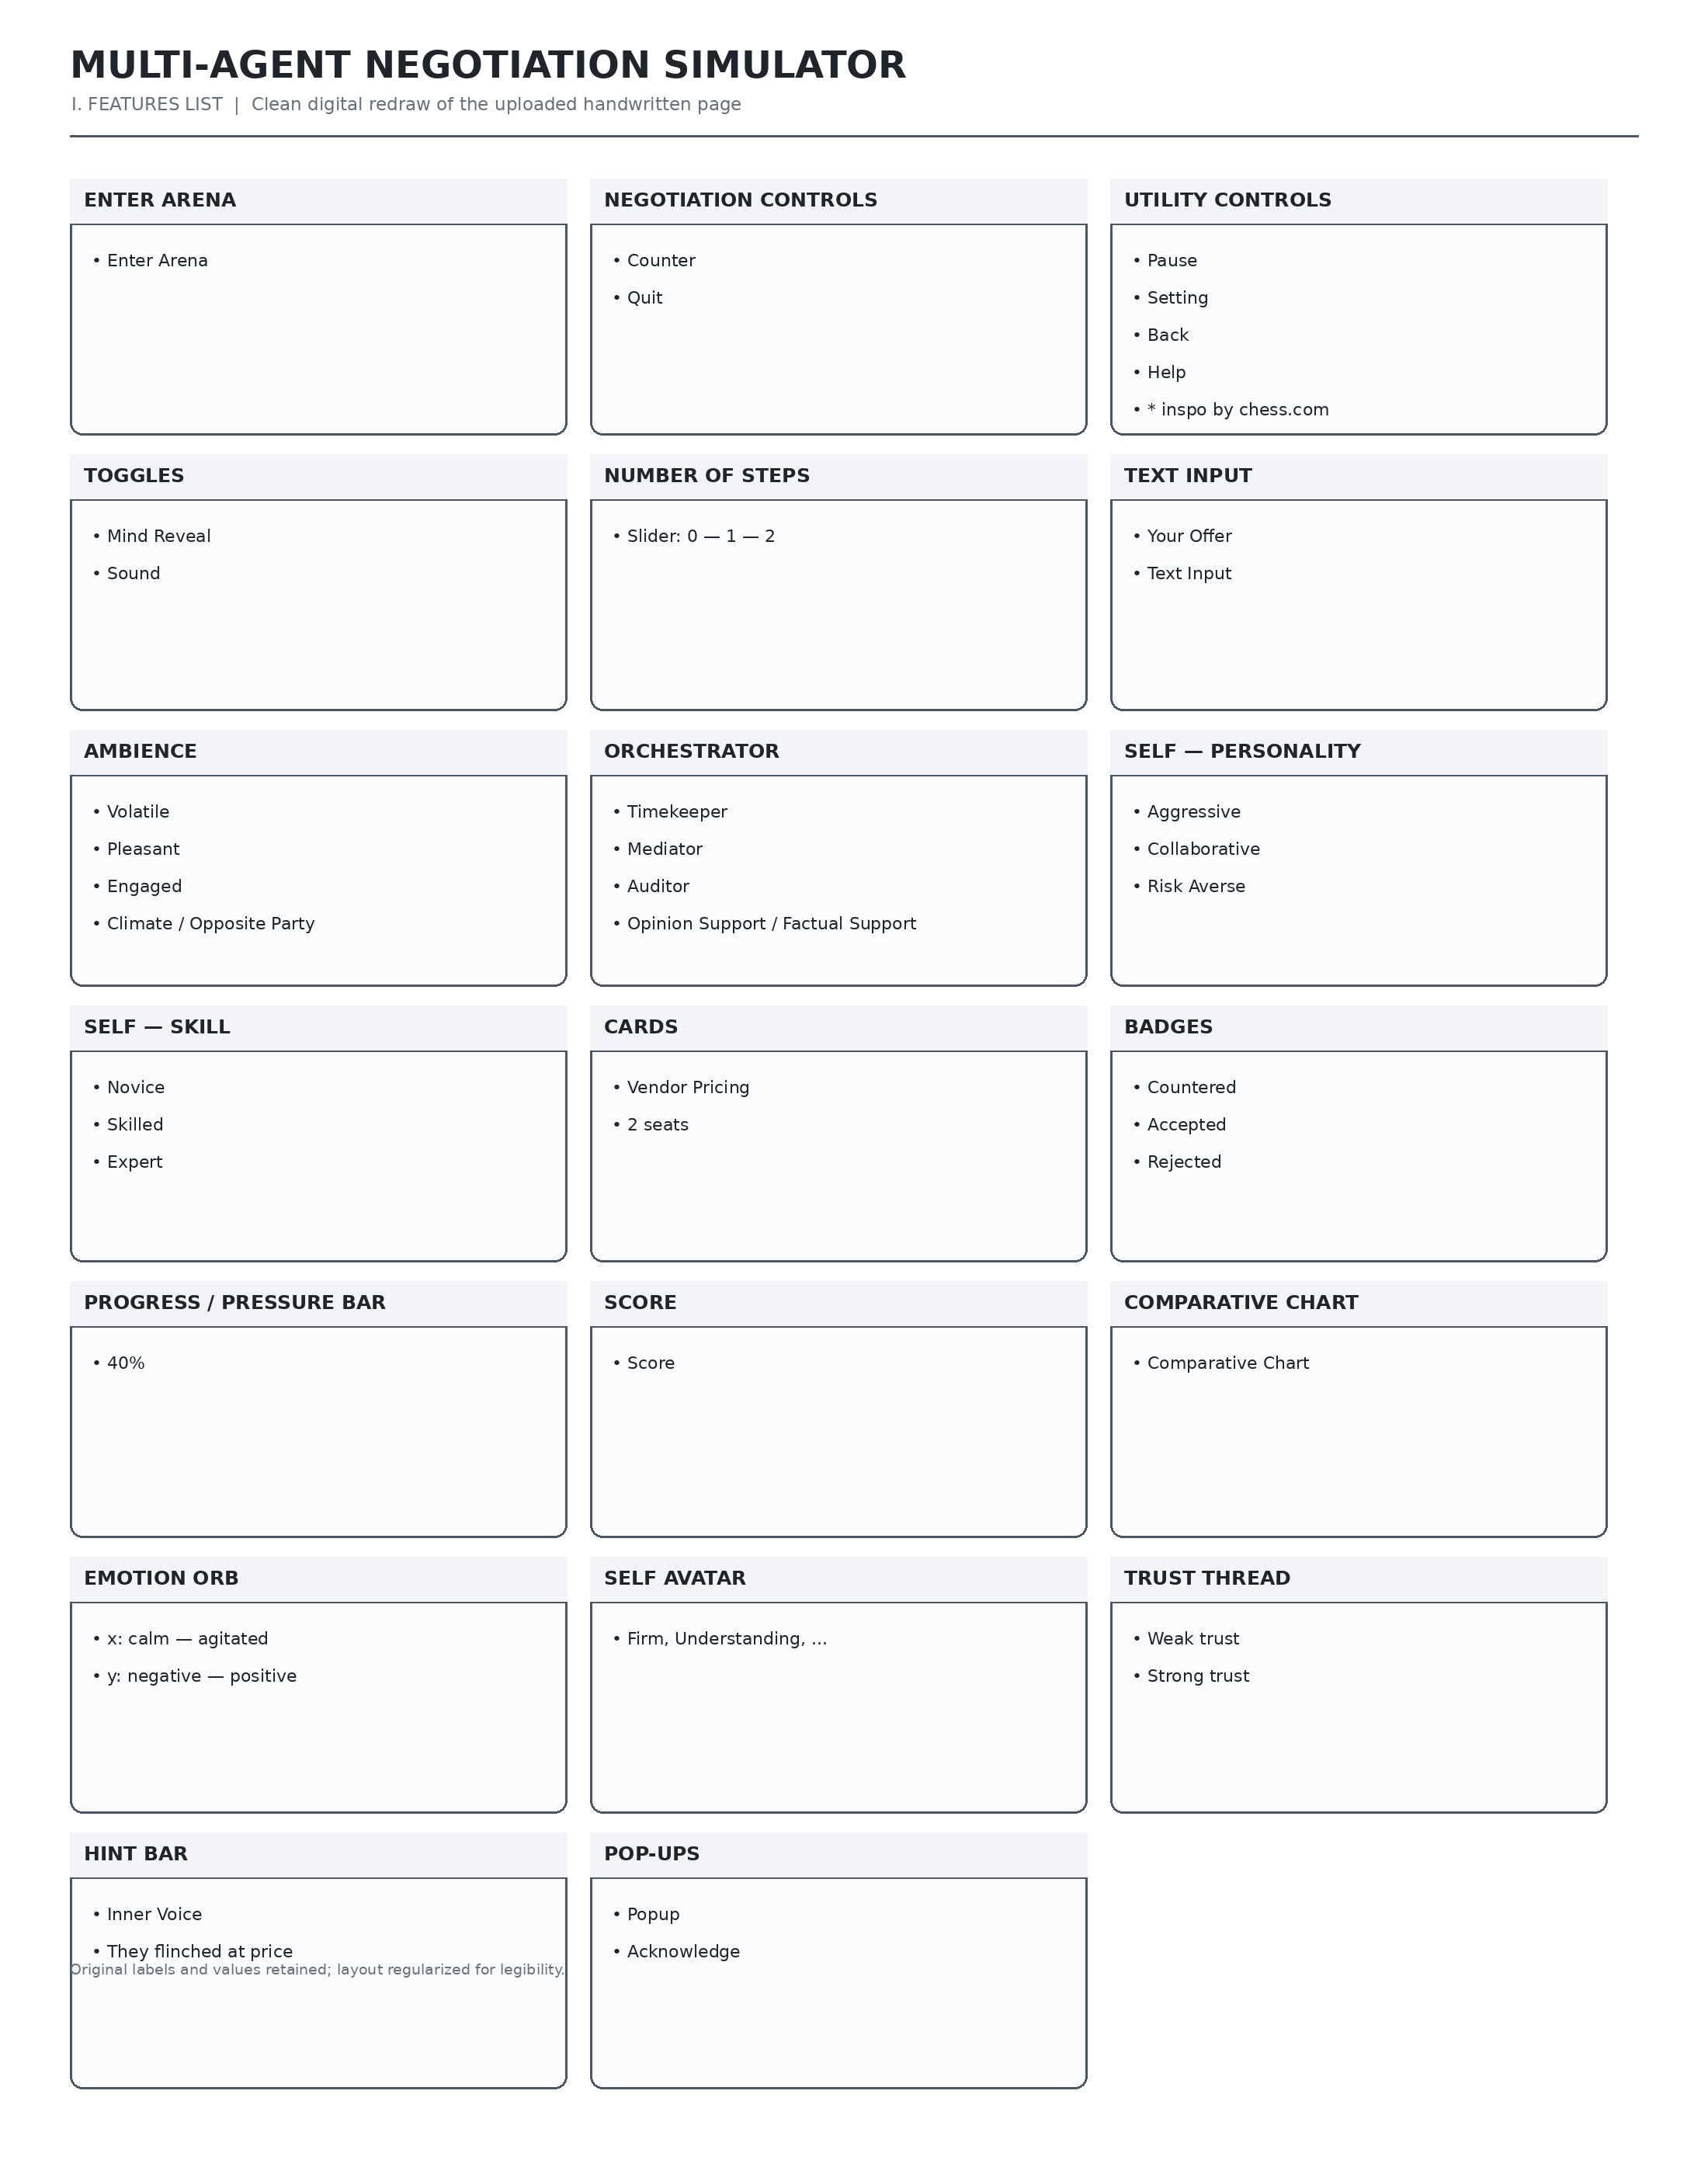 MULTI-AGENT NEGOTIATION SIMULATOR
I. FEATURES LIST | Clean digital redraw of the uploaded handwritten page
ENTER ARENA
• Enter Arena
NEGOTIATION CONTROLS
• Counter
• Quit
UTILITY CONTROLS
• Pause
• Setting
• Back
• Help
• * inspo by chess.com
TOGGLES
• Mind Reveal
• Sound
NUMBER OF STEPS
• Slider: 0 — 1 — 2
TEXT INPUT
• Your Offer
• Text Input
AMBIENCE
• Volatile
• Pleasant
• Engaged
• Climate / Opposite Party
ORCHESTRATOR
• Timekeeper
• Mediator
• Auditor
• Opinion Support / Factual Support
SELF — PERSONALITY
• Aggressive
• Collaborative
• Risk Averse
SELF — SKILL
• Novice
• Skilled
• Expert
CARDS
• Vendor Pricing
• 2 seats
BADGES
• Countered
• Accepted
• Rejected
PROGRESS / PRESSURE BAR
• 40%
SCORE
• Score
COMPARATIVE CHART
• Comparative Chart
EMOTION ORB
• x: calm — agitated
• y: negative — positive
SELF AVATAR
• Firm, Understanding, ...
TRUST THREAD
• Weak trust
• Strong trust
HINT BAR
• Inner Voice
• They flinched at price
Original labels and values retained; layout regularized for legibility.
POP-UPS
• Popup
• Acknowledge